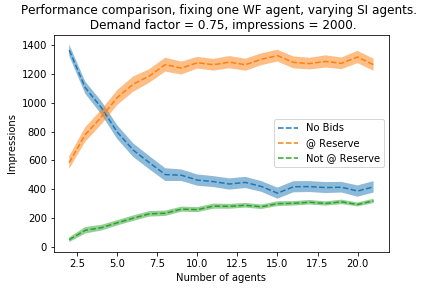 Performance comparison, fixing one WF agent, varying SI agents.
Demand factor = 0.75, impressions = 2000.
1400
1200
1000
800
600
400
200
0
Impressions
No Bids
@ Reserve
Not @ Reserve
2.5 5.0 7.5 10.0 12.5 15.0 17.5 20.0
Number of agents